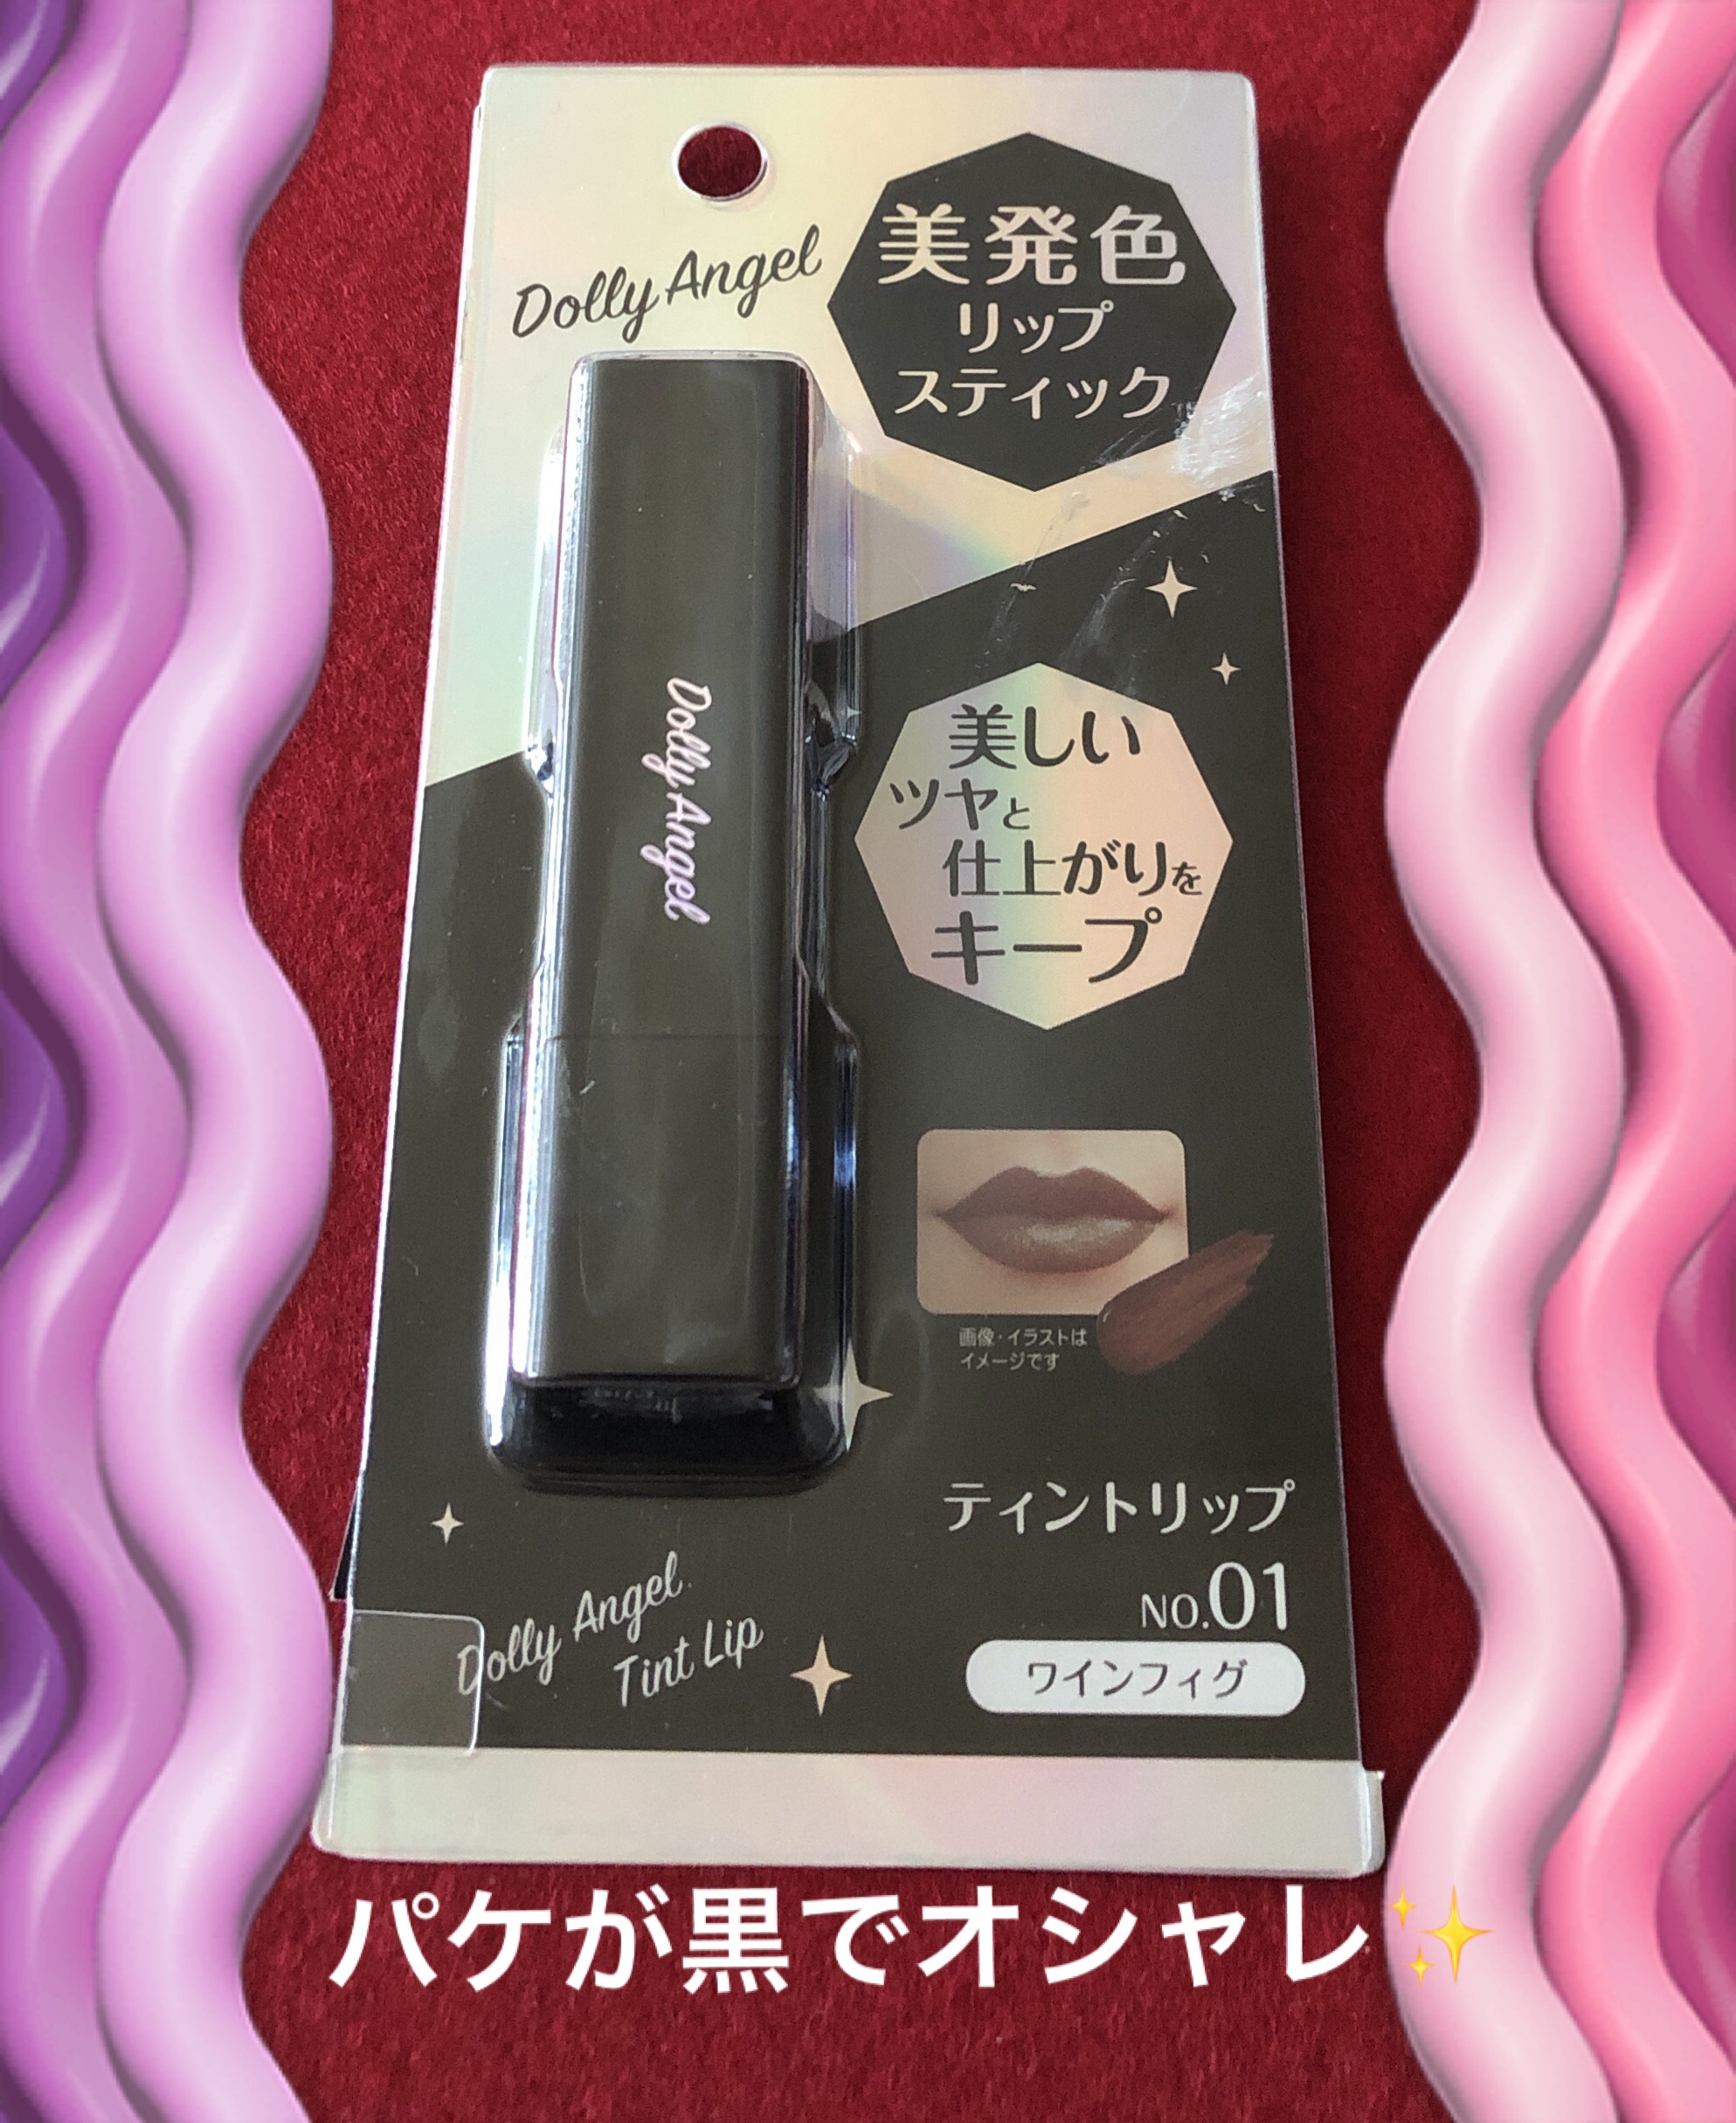 Dolly Angel
美発色
リップ
スティック
Dolly Angel
美しい
ツヤと
仕上がりを
キープ
画像・イラストは
イメージです
ティントリップ
NO.01
ワインフィグ
Dolly Angel
Tint Lip
パケが黒でオシャレ✨